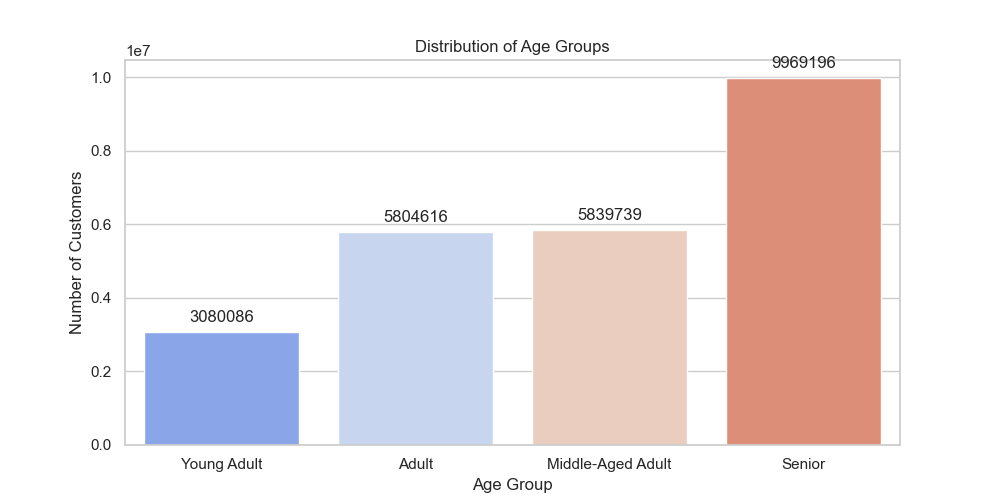 Distribution of Age Groups
1e7
1.0
0.8
0.6
0.4
0.2
0.0
Number of Customers
3080086
5804616
5839739
9969196
Young Adult
Adult
Middle-Aged Adult
Senior
Age Group